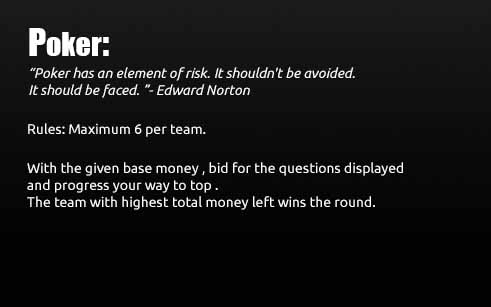 Poker:
“Poker has an element of risk. It shouldn't be avoided.
It should be faced. ”- Edward Norton
Rules: Maximum 6 per team.
With the given base money , bid for the questions displayed
and progress your way to top .
The team with highest total money left wins the round.